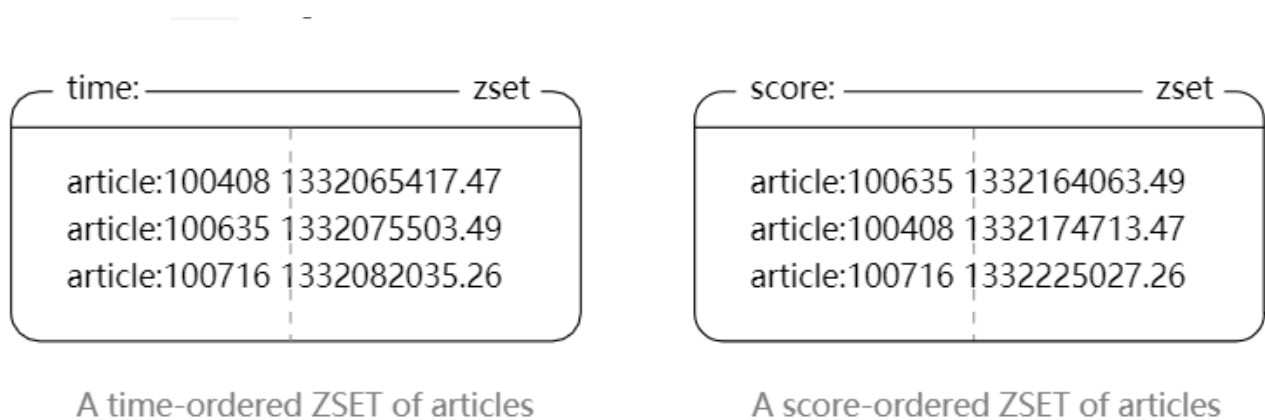 time: zset
article:100408 1332065417.47
article:100635 1332075503.49
article:100716 1332082035.26
A time-ordered ZSET of articles
score: zset
article:100635 1332164063.49
article:100408 1332174713.47
article:100716 1332225027.26
A score-ordered ZSET of articles